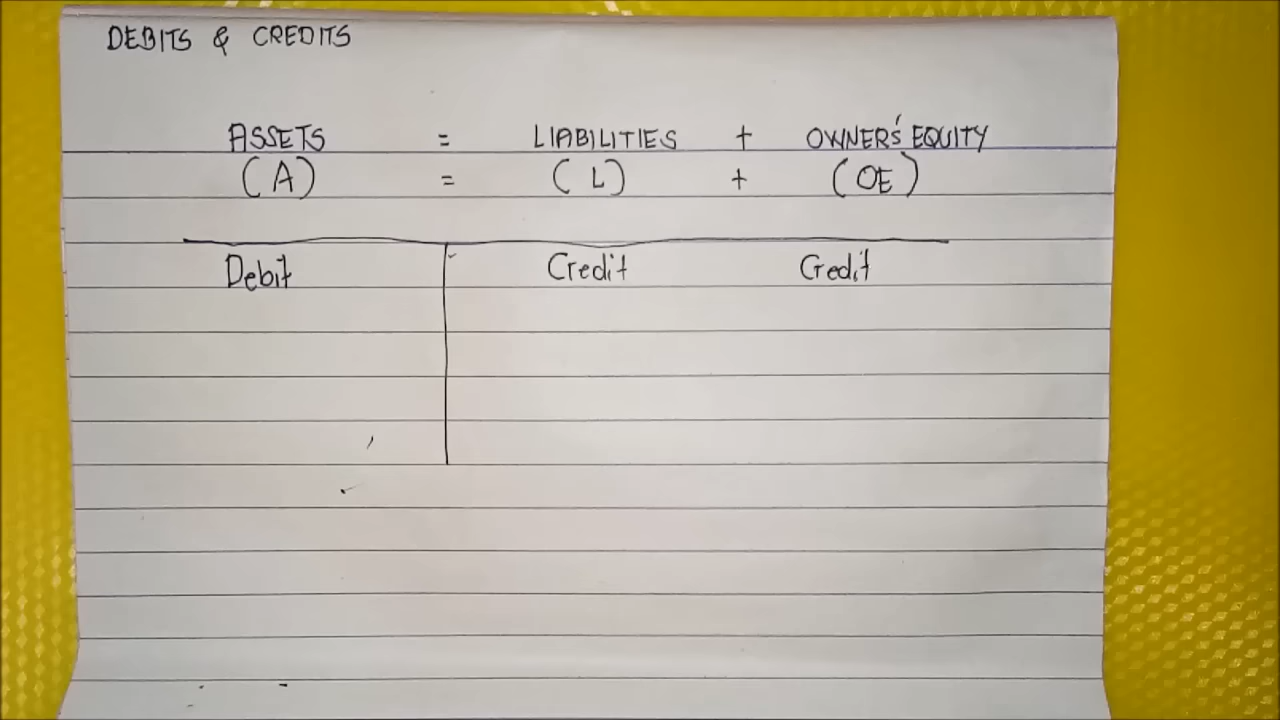 DEBITS & CREDITS
ASSETS = LIABILITIES + OWNER'S EQUITY
(A) = (L) + (OE)
Debit Credit Credit